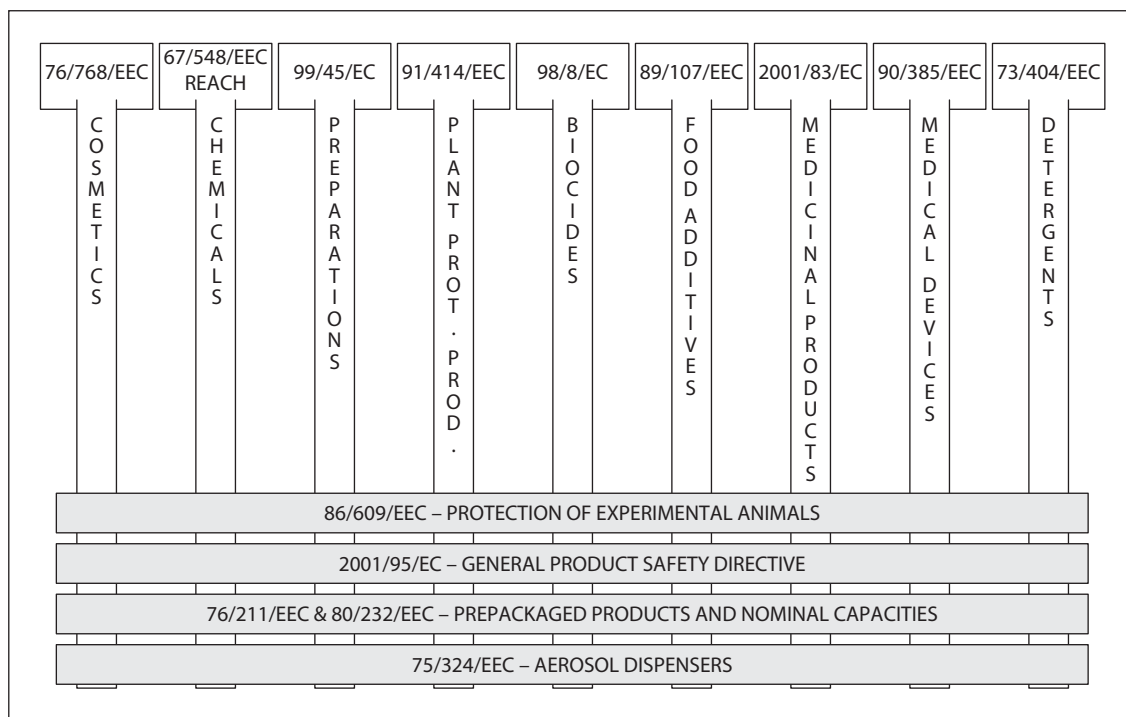 76/768/EEC
67/548/EEC
REACH
99/45/EC
91/414/EEC
98/8/EC
89/107/EEC
2001/83/EC
90/385/EEC
73/404/EEC
COSMETICS
CHEMICALS
PREPARATIONS
PLANT PROT. PROD.
BIOCIDES
FOOD ADDITIVES
MEDICINAL PRODUCTS
MEDICAL DEVICES
DETERGENTS
86/609/EEC – PROTECTION OF EXPERIMENTAL ANIMALS
2001/95/EC – GENERAL PRODUCT SAFETY DIRECTIVE
76/211/EEC & 80/232/EEC – PREPACKAGED PRODUCTS AND NOMINAL CAPACITIES
75/324/EEC – AEROSOL DISPENSERS